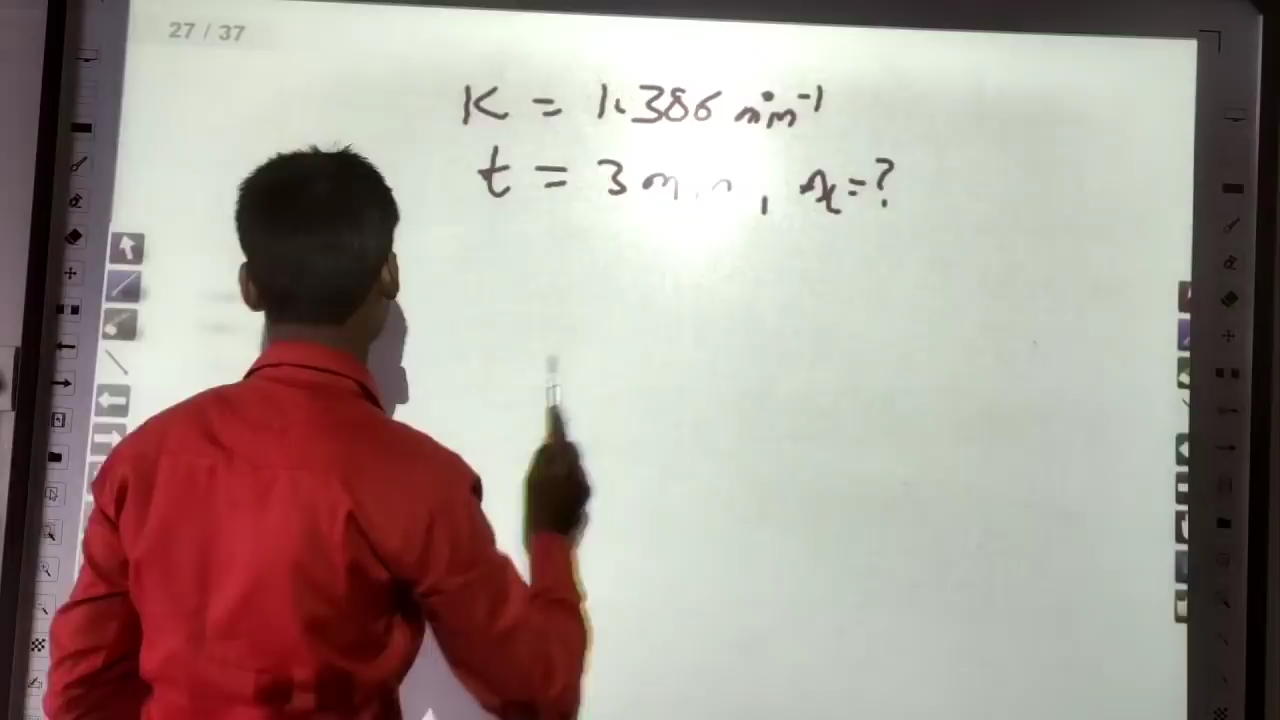 27 / 37
K = 1.386 min⁻¹
t = 3 min, x=?